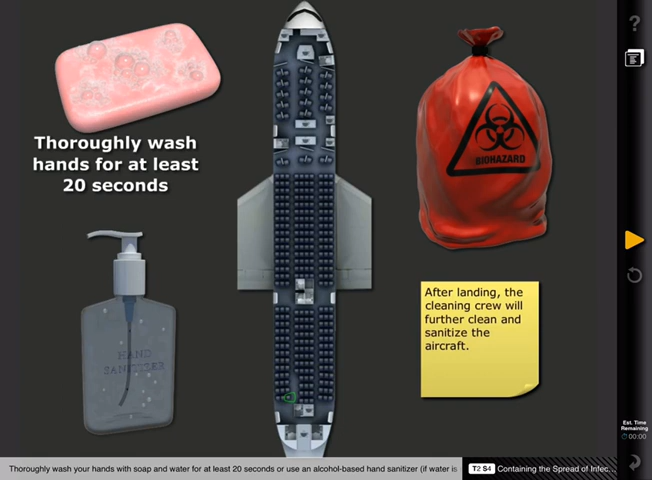 Thoroughly wash
hands for at least
20 seconds
BIOHAZARD
HAND
SANITIZER
After landing, the
cleaning crew will
further clean and
sanitize the
aircraft.
?
Est. Time
Remaining
00:00
Thoroughly wash your hands with soap and water for at least 20 seconds or use an alcohol-based hand sanitizer (if water is
T2 S4 Containing the Spread of Infec...